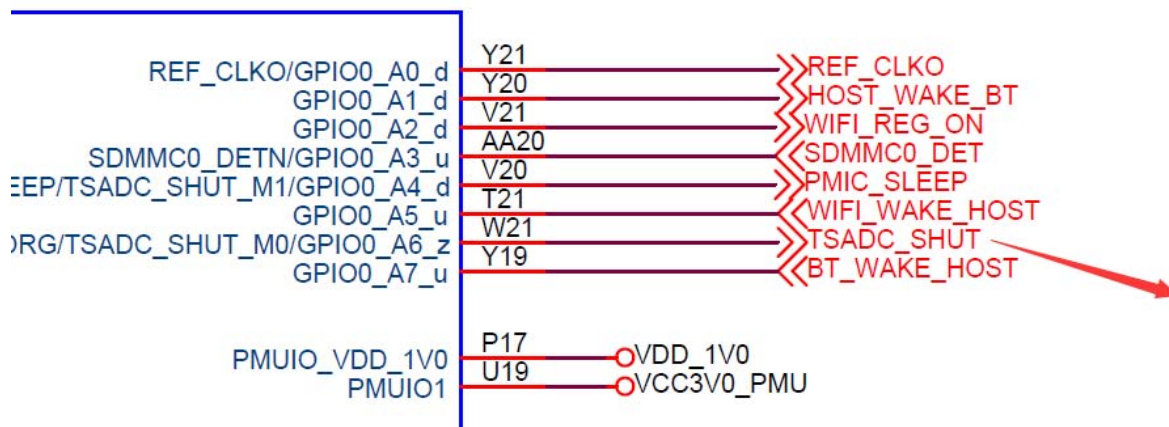 REF_CLKO/GPIO0_A0_d Y21 REF_CLKO
GPIO0_A1_d Y20 HOST_WAKE_BT
GPIO0_A2_d V21 WIFI_REG_ON
SDMMC0_DETN/GPIO0_A3_u AA20 SDMMC0_DET
EEP/TSADC_SHUT_M1/GPIO0_A4_d V20 PMIC_SLEEP
GPIO0_A5_u T21 WIFI_WAKE_HOST
ORG/TSADC_SHUT_M0/GPIO0_A6_z W21 TSADC_SHUT
GPIO0_A7_u Y19 BT_WAKE_HOST
PMUIO_VDD_1V0 P17 VDD_1V0
PMUIO1 U19 VCC3V0_PMU